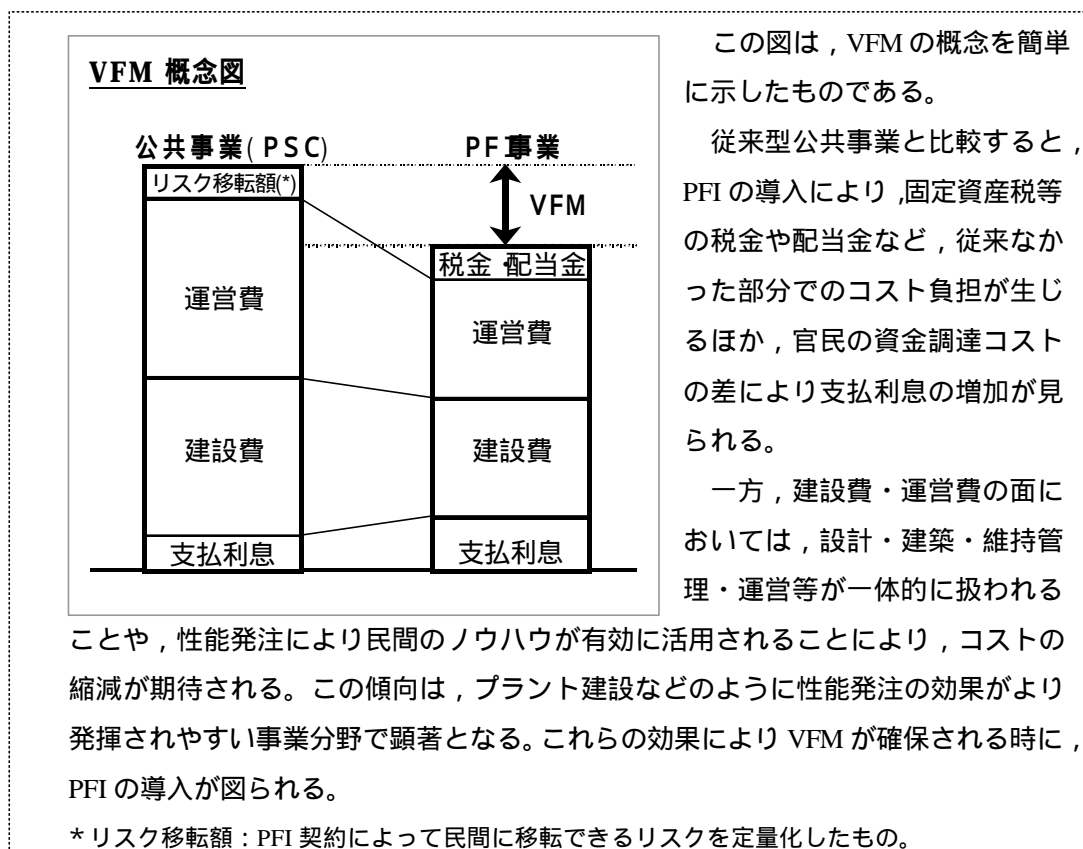 VFM 概念図
公共事業(PSC)
PFI事業
リスク移転額(*)
運営費
建設費
支払利息
VFM
税金・配当金
運営費
建設費
支払利息
この図は，VFMの概念を簡単
に示したものである。
従来型公共事業と比較すると，
PFIの導入により，固定資産税等
の税金や配当金など，従来なか
った部分でのコスト負担が生じ
るほか，官民の資金調達コスト
の差により支払利息の増加が見
られる。
一方，建設費・運営費の面に
おいては，設計・建築・維持管
理・運営等が一体的に扱われる
ことや，性能発注により民間のノウハウが有効に活用されることにより，コストの
縮減が期待される。この傾向は，プラント建設などのように性能発注の効果がより
発揮されやすい事業分野で顕著となる。これらの効果によりVFMが確保される時に，
PFIの導入が図られる。
*リスク移転額：PFI契約によって民間に移転できるリスクを定量化したもの。